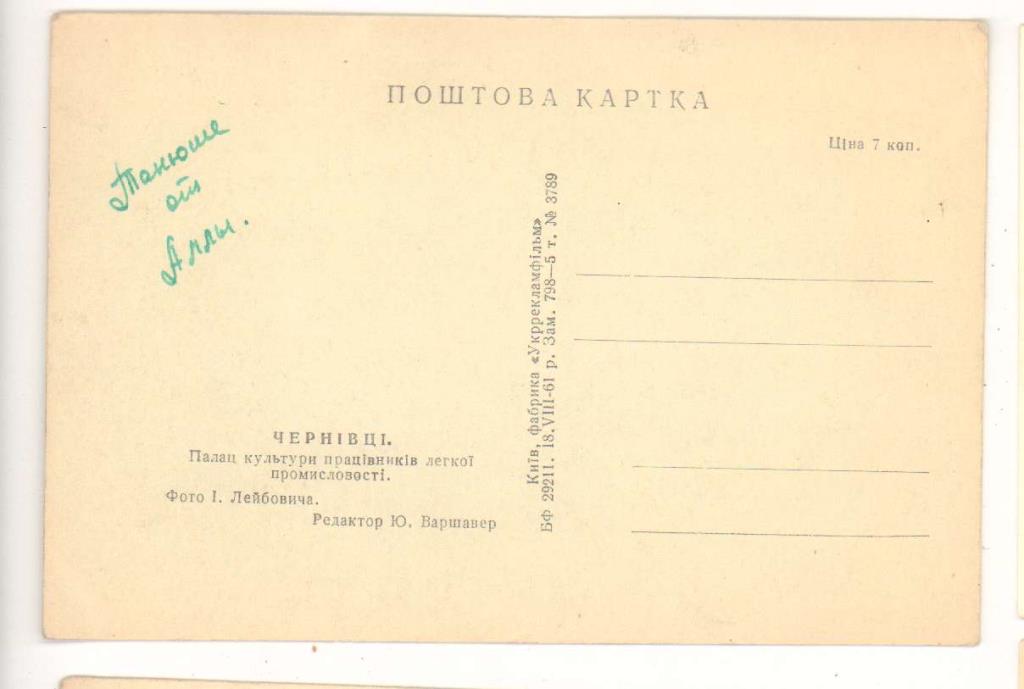 ПОШТОВА КАРТКА
Ціна 7 коп.
Танюше
от
Аллы.
ЧЕРНІВЦІ.
Палац культури працівників легкої
промисловості.
Фото І. Лейбовича.
Редактор Ю. Варшавер
Київ, фабрика «Укррекламфільм»
БФ 29211. 18.VIII-61 р. Зам. 798—5 т. № 3789